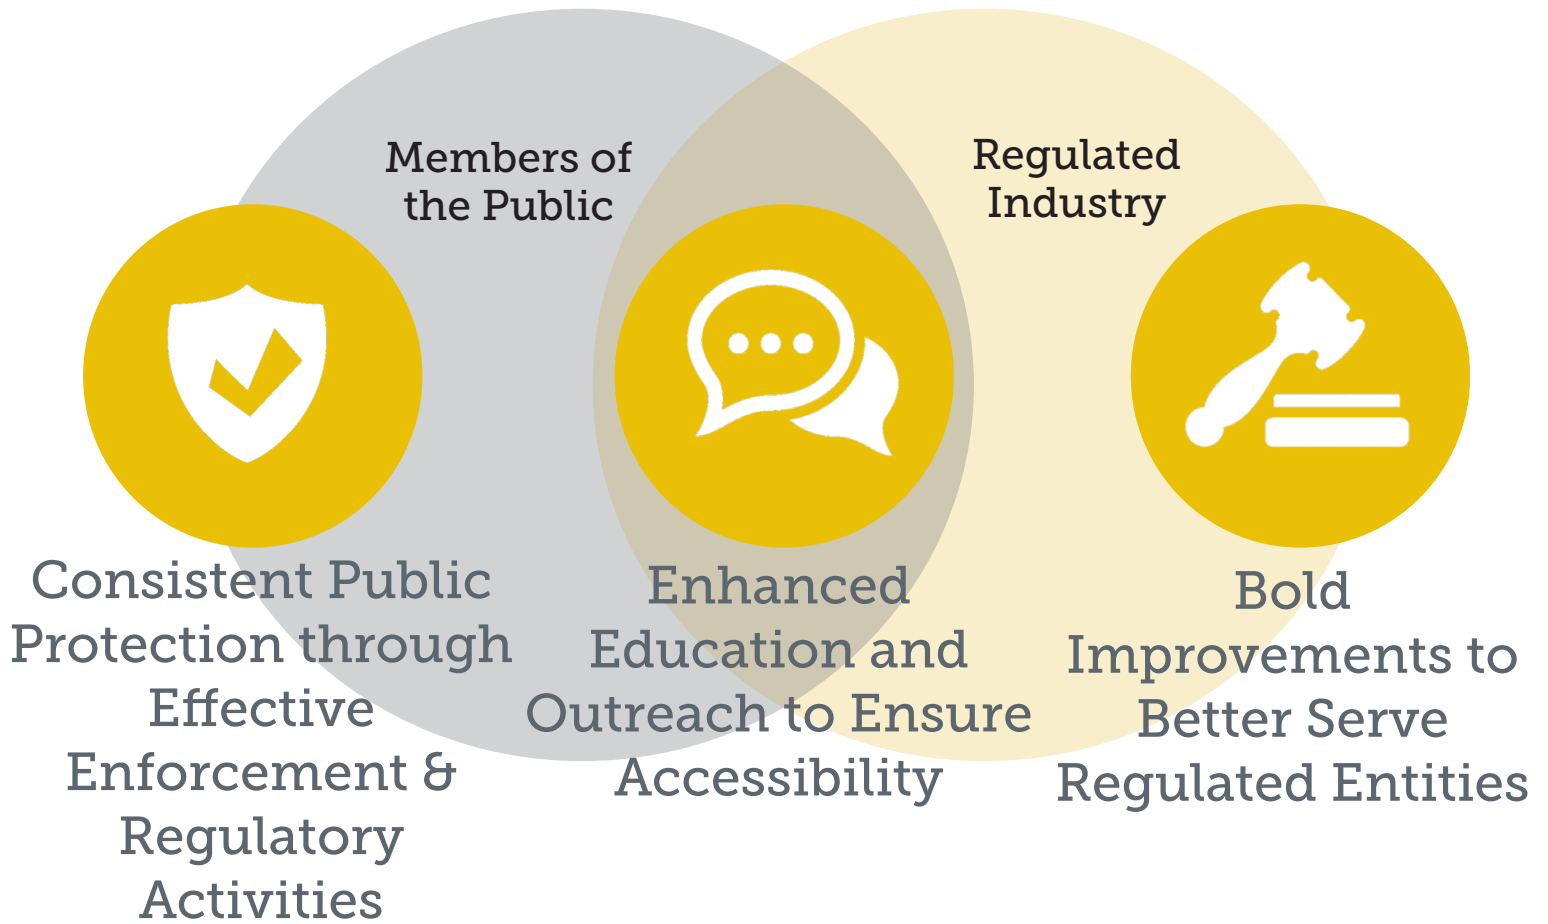 Members of
the Public
Regulated
Industry
Consistent Public
Protection through
Effective
Enforcement &
Regulatory
Activities
Enhanced
Education and
Outreach to Ensure
Accessibility
Bold
Improvements to
Better Serve
Regulated Entities